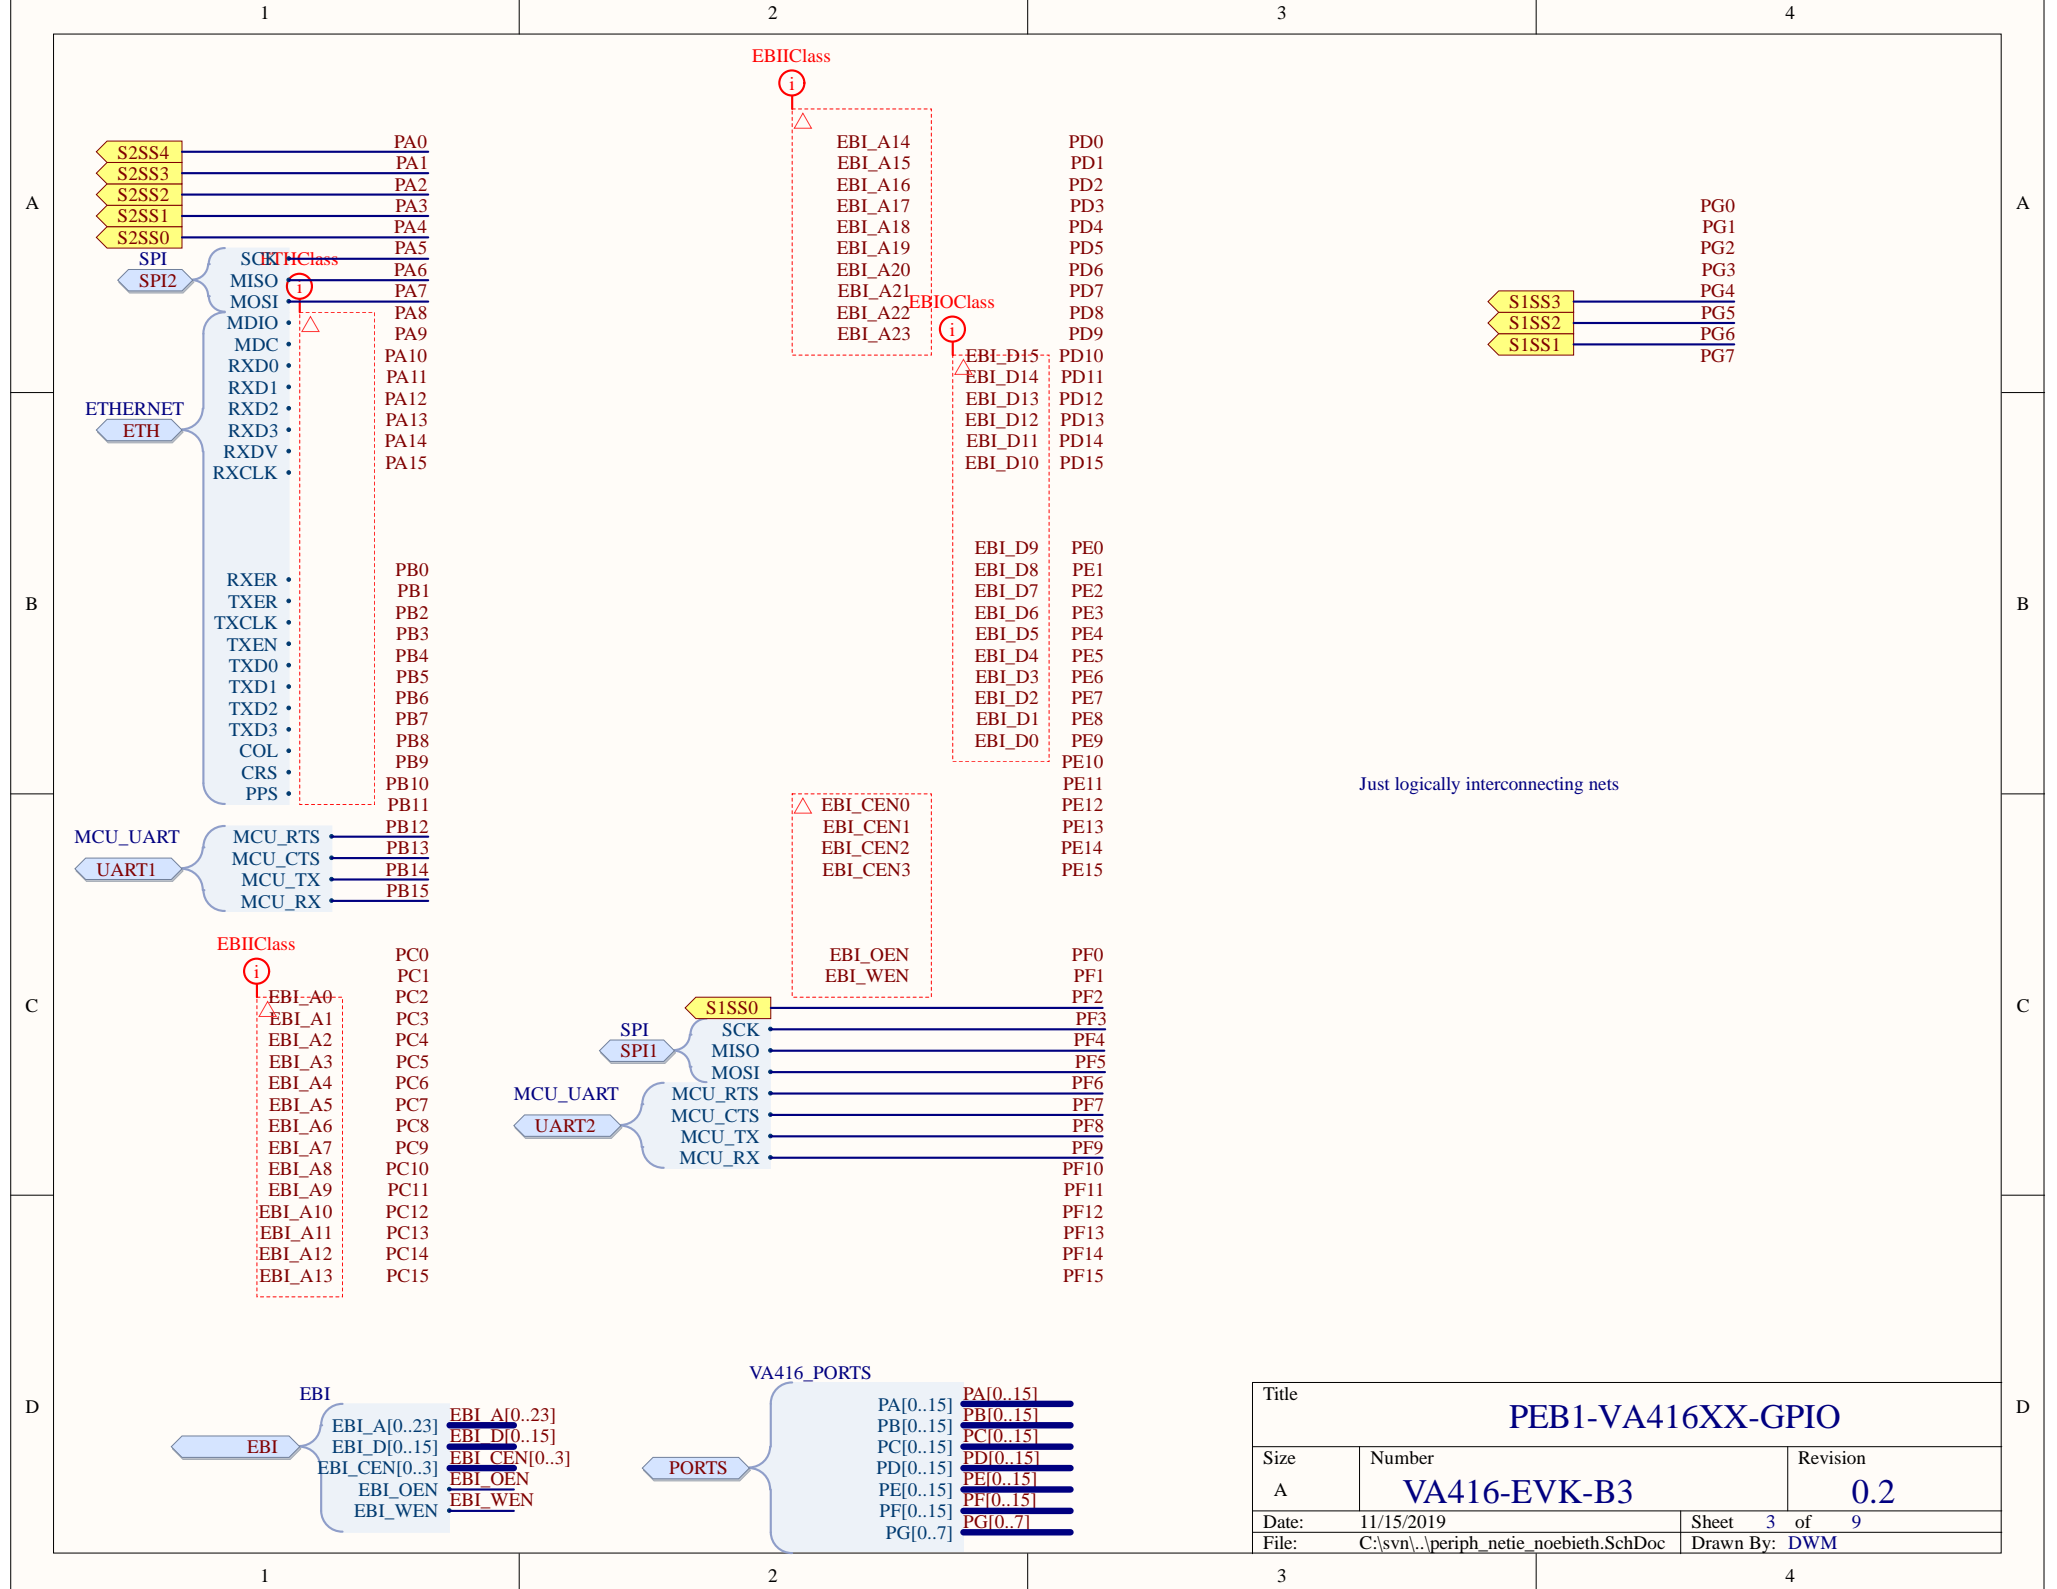 1 2 3 4
EBIIClass
i
A A
S2SS4 PA0
S2SS3 PA1
S2SS2 PA2
S2SS1 PA3
S2SS0 PA4
SPI
SPI2
SCK PA5
MISO PA6
MOSI PA7
ETHClass
i
ETHERNET
ETH
MDIO PA8
MDC PA9
RXD0 PA10
RXD1 PA11
RXD2 PA12
RXD3 PA13
RXDV PA14
RXCLK PA15
RXER PB0
TXER PB1
TXCLK PB2
TXEN PB3
TXD0 PB4
TXD1 PB5
TXD2 PB6
TXD3 PB7
COL PB8
CRS PB9
PPS PB10
PB11
MCU_UART
UART1
MCU_RTS PB12
MCU_CTS PB13
MCU_TX PB14
MCU_RX PB15
EBIIClass
i
PC0
PC1
EBI_A0 PC2
EBI_A1 PC3
EBI_A2 PC4
EBI_A3 PC5
EBI_A4 PC6
EBI_A5 PC7
EBI_A6 PC8
EBI_A7 PC9
EBI_A8 PC10
EBI_A9 PC11
EBI_A10 PC12
EBI_A11 PC13
EBI_A12 PC14
EBI_A13 PC15
EBI_A14 PD0
EBI_A15 PD1
EBI_A16 PD2
EBI_A17 PD3
EBI_A18 PD4
EBI_A19 PD5
EBI_A20 PD6
EBI_A21 PD7
EBI_A22 PD8
EBI_A23 PD9
EBIOClass
i
EBI_D15 PD10
EBI_D14 PD11
EBI_D13 PD12
EBI_D12 PD13
EBI_D11 PD14
EBI_D10 PD15
EBI_D9 PE0
EBI_D8 PE1
EBI_D7 PE2
EBI_D6 PE3
EBI_D5 PE4
EBI_D4 PE5
EBI_D3 PE6
EBI_D2 PE7
EBI_D1 PE8
EBI_D0 PE9
PE10
PE11
EBI_CEN0 PE12
EBI_CEN1 PE13
EBI_CEN2 PE14
EBI_CEN3 PE15
EBI_OEN PF0
EBI_WEN PF1
S1SS0 PF2
SPI
SPI1
SCK PF3
MISO PF4
MOSI PF5
MCU_UART
UART2
MCU_RTS PF6
MCU_CTS PF7
MCU_TX PF8
MCU_RX PF9
PF10
PF11
PF12
PF13
PF14
PF15
PG0
PG1
PG2
PG3
S1SS3 PG4
S1SS2 PG5
S1SS1 PG6
PG7
B B
Just logically interconnecting nets
C C
D D
EBI
EBI
EBI_A[0..23] EBI_A[0..23]
EBI_D[0..15] EBI_D[0..15]
EBI_CEN[0..3] EBI_CEN[0..3]
EBI_OEN EBI_OEN
EBI_WEN EBI_WEN
VA416_PORTS
PORTS
PA[0..15] PA[0..15]
PB[0..15] PB[0..15]
PC[0..15] PC[0..15]
PD[0..15] PD[0..15]
PE[0..15] PE[0..15]
PF[0..15] PF[0..15]
PG[0..7] PG[0..7]
Title
PEB1-VA416XX-GPIO
Size Number Revision
A VA416-EVK-B3 0.2
Date: 11/15/2019 Sheet 3 of 9
File: C:\svn\..\periph_netie_noebieth.SchDoc Drawn By: DWM
1 2 3 4